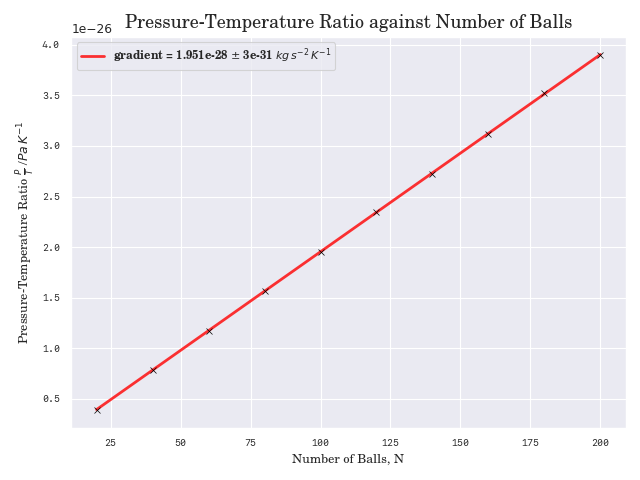 Pressure-Temperature Ratio against Number of Balls
1e−26
gradient = 1.951e-28 ± 3e-31 kg s⁻² K⁻¹
4.0
3.5
3.0
2.5
2.0
1.5
1.0
0.5
Pressure-Temperature Ratio P/T /Pa K⁻¹
25 50 75 100 125 150 175 200
Number of Balls, N